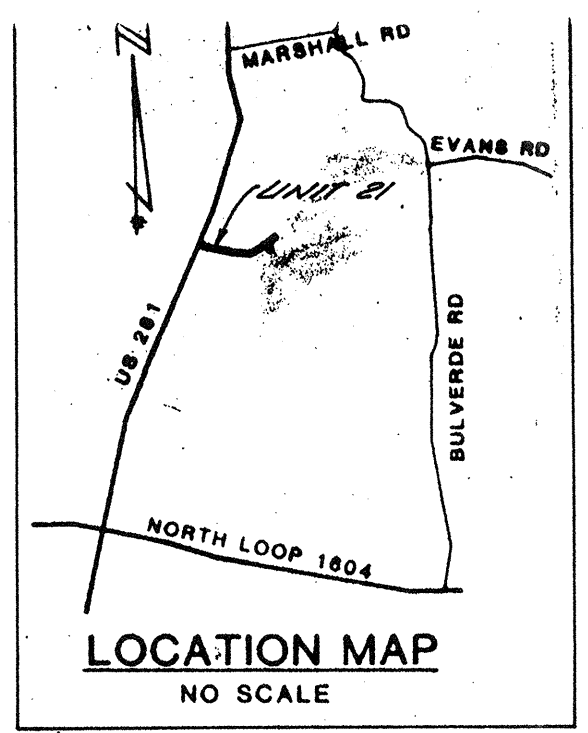 N
MARSHALL RD
EVANS RD
UNIT 21
US 281
BULVERDE RD
NORTH LOOP 1604
LOCATION MAP
NO SCALE